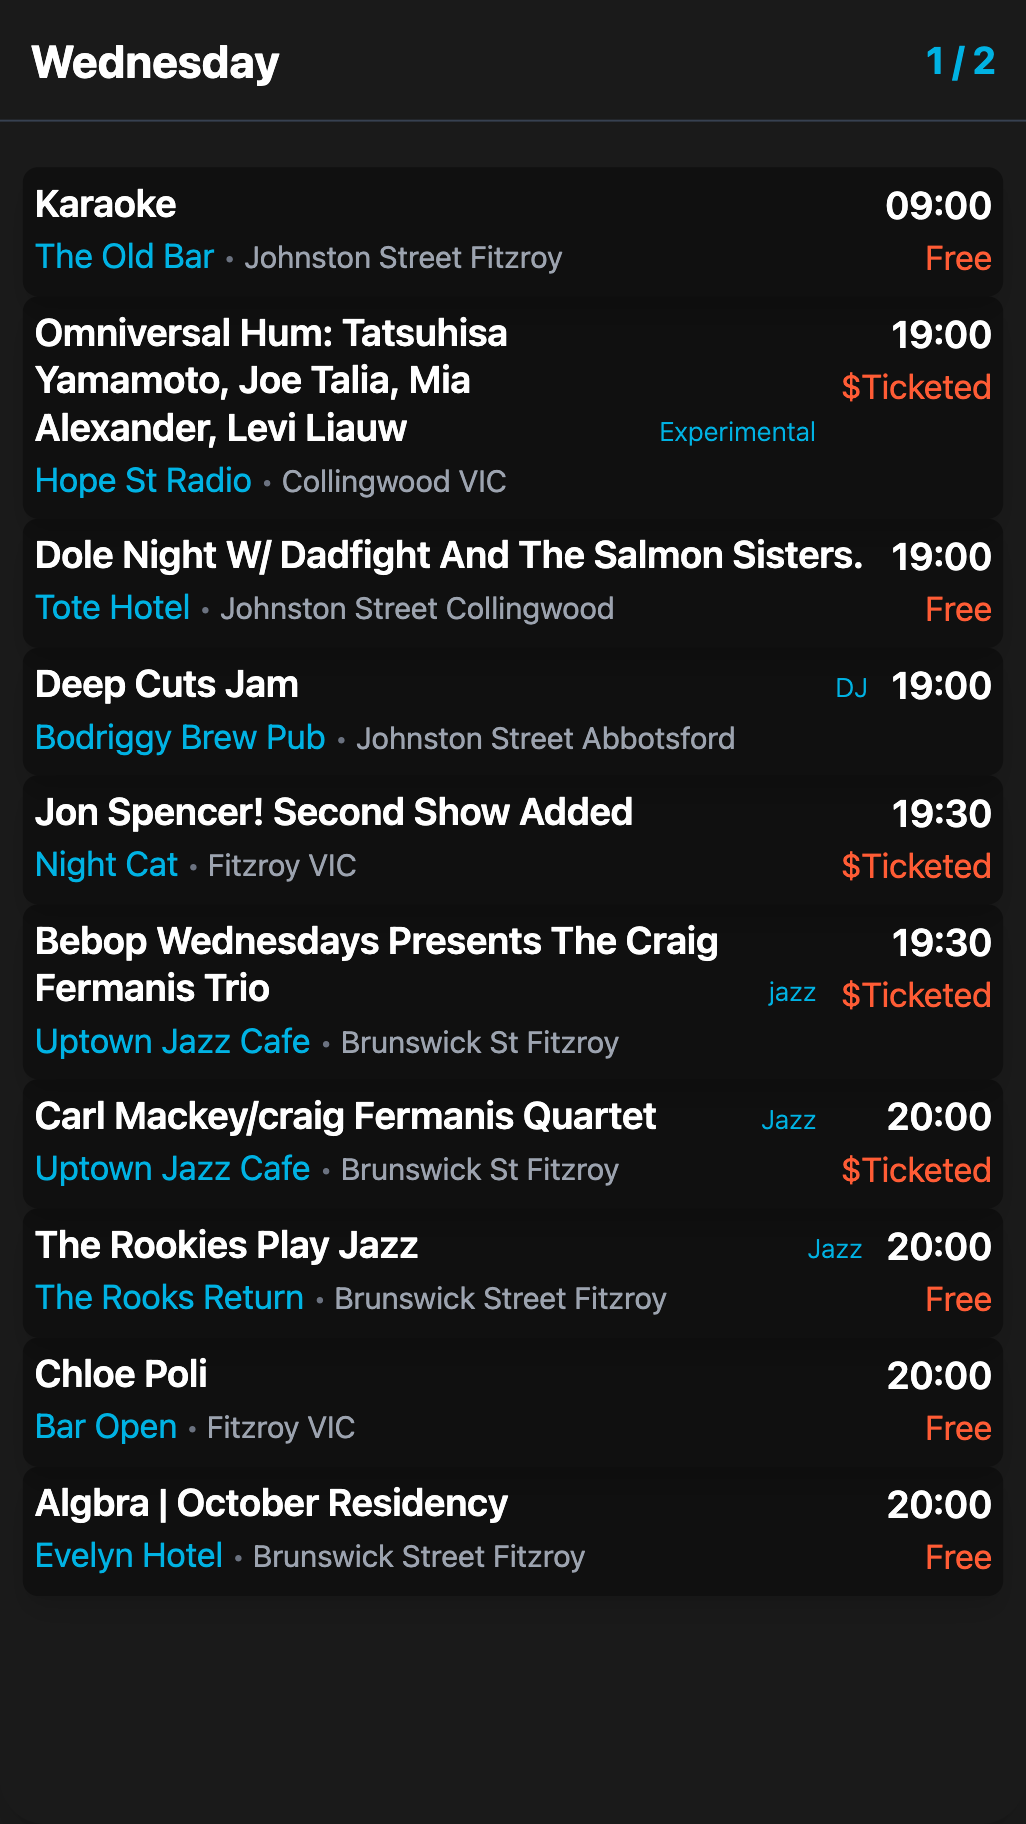 Wednesday 1 / 2
Karaoke 09:00
The Old Bar • Johnston Street Fitzroy Free
Omniversal Hum: Tatsuhisa 19:00
Yamamoto, Joe Talia, Mia $Ticketed
Alexander, Levi Liauw Experimental
Hope St Radio • Collingwood VIC
Dole Night W/ Dadfight And The Salmon Sisters. 19:00
Tote Hotel • Johnston Street Collingwood Free
Deep Cuts Jam DJ 19:00
Bodriggy Brew Pub • Johnston Street Abbotsford
Jon Spencer! Second Show Added 19:30
Night Cat • Fitzroy VIC $Ticketed
Bebop Wednesdays Presents The Craig 19:30
Fermanis Trio jazz $Ticketed
Uptown Jazz Cafe • Brunswick St Fitzroy
Carl Mackey/craig Fermanis Quartet Jazz 20:00
Uptown Jazz Cafe • Brunswick St Fitzroy $Ticketed
The Rookies Play Jazz Jazz 20:00
The Rooks Return • Brunswick Street Fitzroy Free
Chloe Poli 20:00
Bar Open • Fitzroy VIC Free
Algbra | October Residency 20:00
Evelyn Hotel • Brunswick Street Fitzroy Free